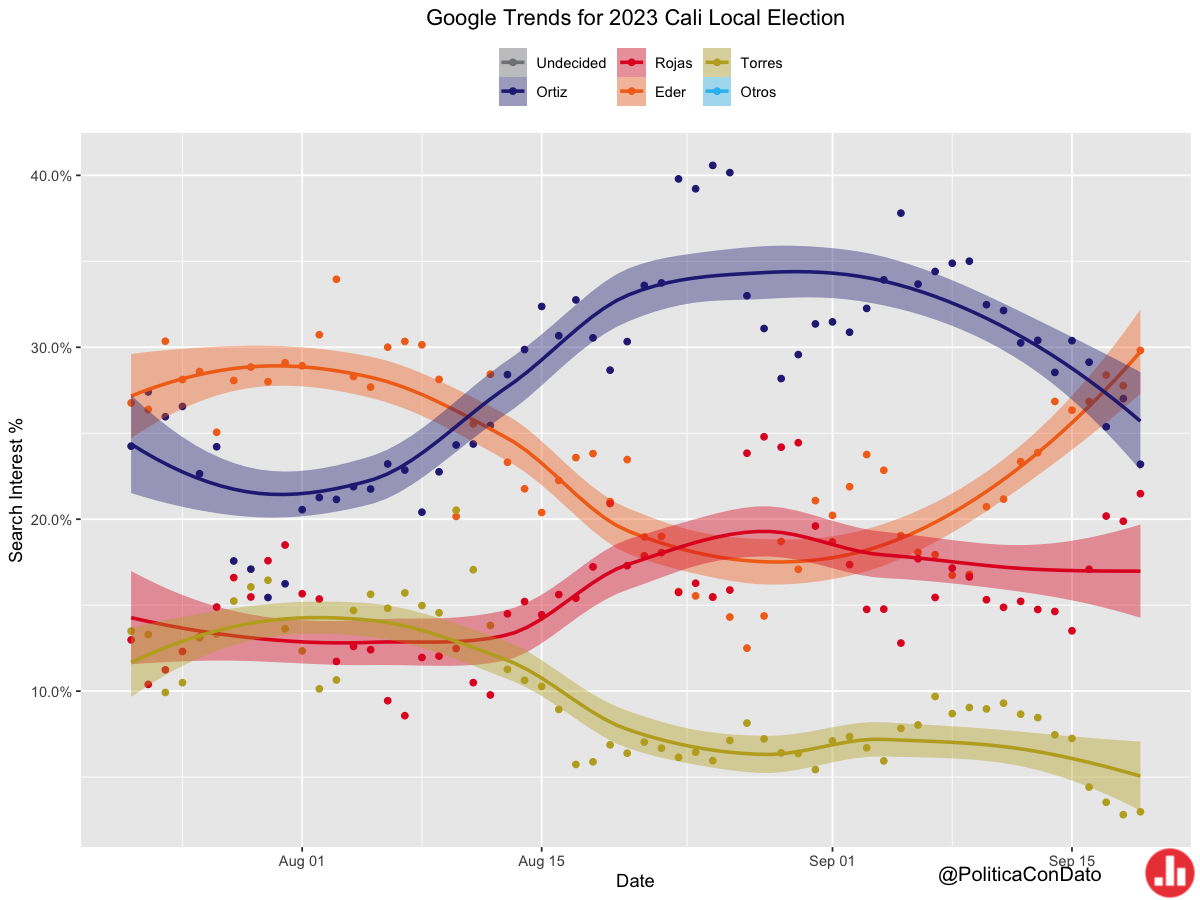 Google Trends for 2023 Cali Local Election
Undecided Rojas Torres
Ortiz Eder Otros
40.0%
30.0%
20.0%
10.0%
Search Interest %
Aug 01 Aug 15 Sep 01 Sep 15
Date
@PoliticaConDato